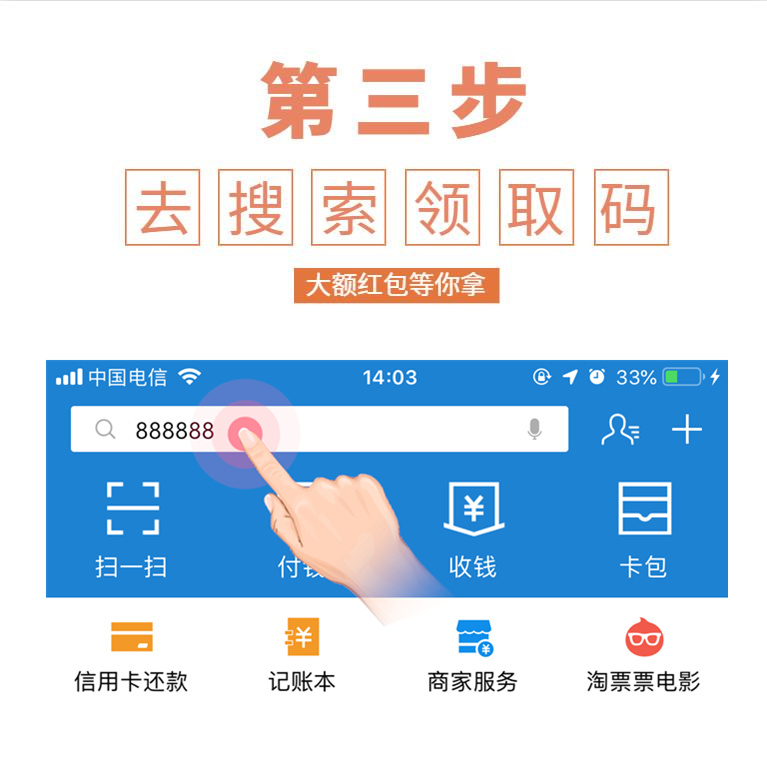 第三步
去搜索领取码
大额红包等你拿
中国电信 14:03 33%
888888
扫一扫 付钱 收钱 卡包
信用卡还款 记账本 商家服务 淘票票电影